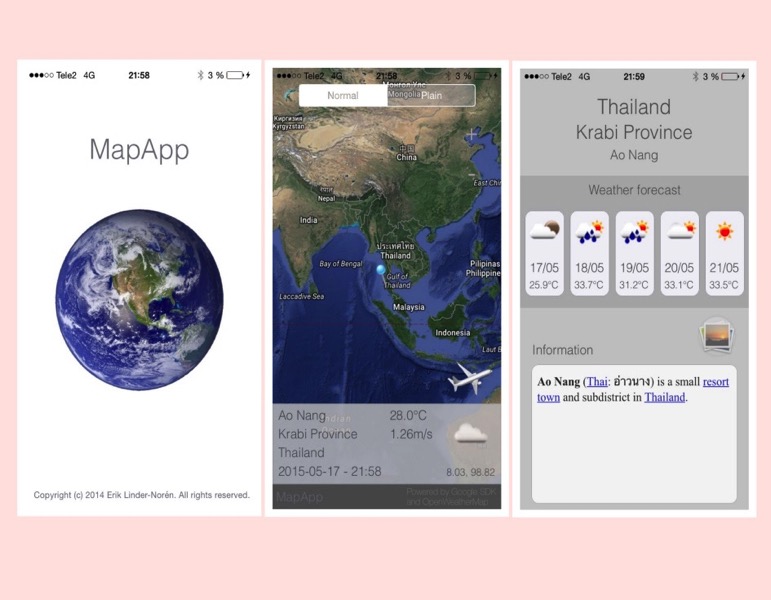 Tele2 4G 21:58 3 %
MapApp
Copyright (c) 2014 Erik Linder-Norén. All rights reserved.
Tele2 4G 21:58 3 %
Normal Plain
Монгол Улс
Mongolia
Киргизия
Kyrgyzstan
中国
China
East Chin
नेपाल
Nepal
India
ประเทศไทย
Thailand
Bay of Bengal
Gulf of
Thailand
Pilipinas
Philippine
Laccadive Sea
Malaysia
Indonesia
Laut B
Ao Nang 28.0°C
Krabi Province 1.26m/s
Thailand
2015-05-17 - 21:58 8.03, 98.82
MapApp
Powered by Google SDK
and OpenWeatherMap
Tele2 4G 21:59 3 %
Thailand
Krabi Province
Ao Nang
Weather forecast
17/05 18/05 19/05 20/05 21/05
25.9°C 33.7°C 31.2°C 33.1°C 33.5°C
Information
Ao Nang (Thai: อ่าวนาง) is a small resort
town and subdistrict in Thailand.